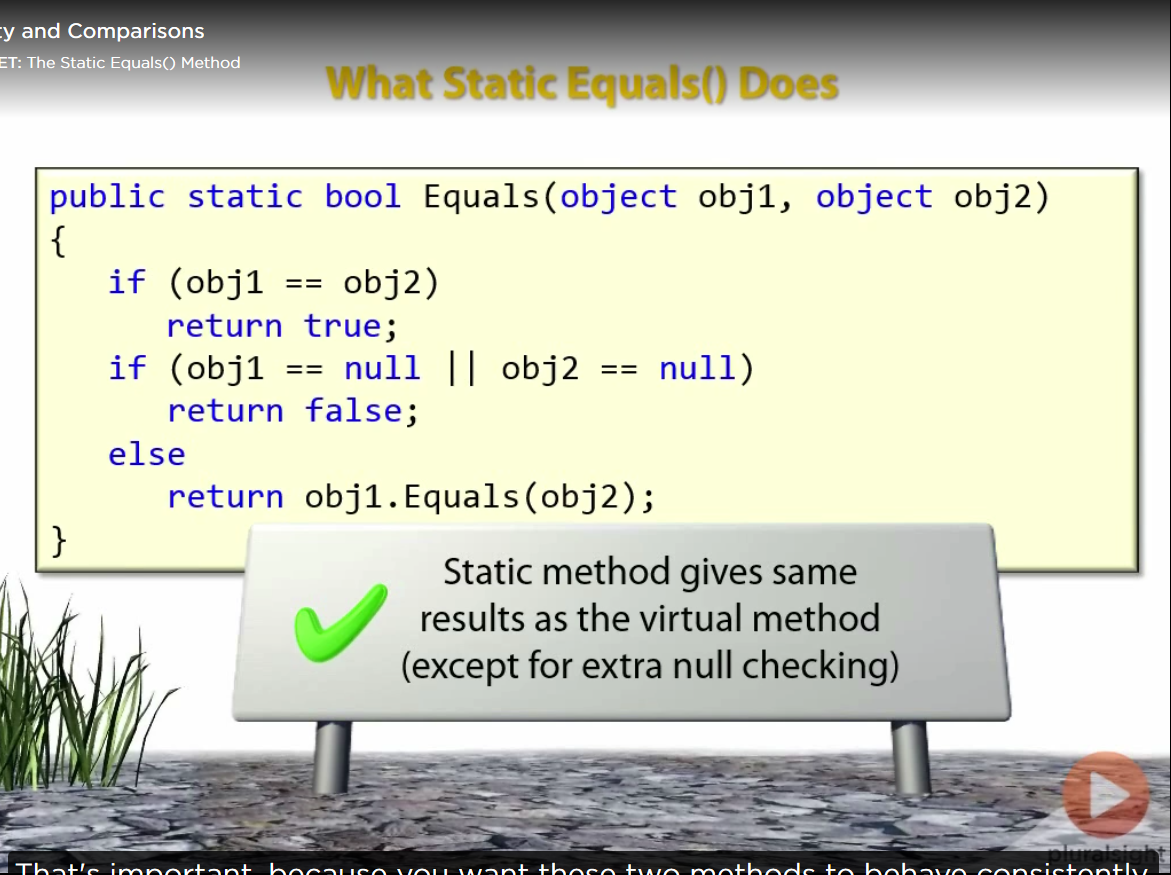 ty and Comparisons
ET: The Static Equals() Method
What Static Equals() Does
public static bool Equals(object obj1, object obj2)
{
if (obj1 == obj2)
return true;
if (obj1 == null || obj2 == null)
return false;
else
return obj1.Equals(obj2);
}
Static method gives same
results as the virtual method
(except for extra null checking)
pluralsight
That's important, because you want these two methods to behave consistently.